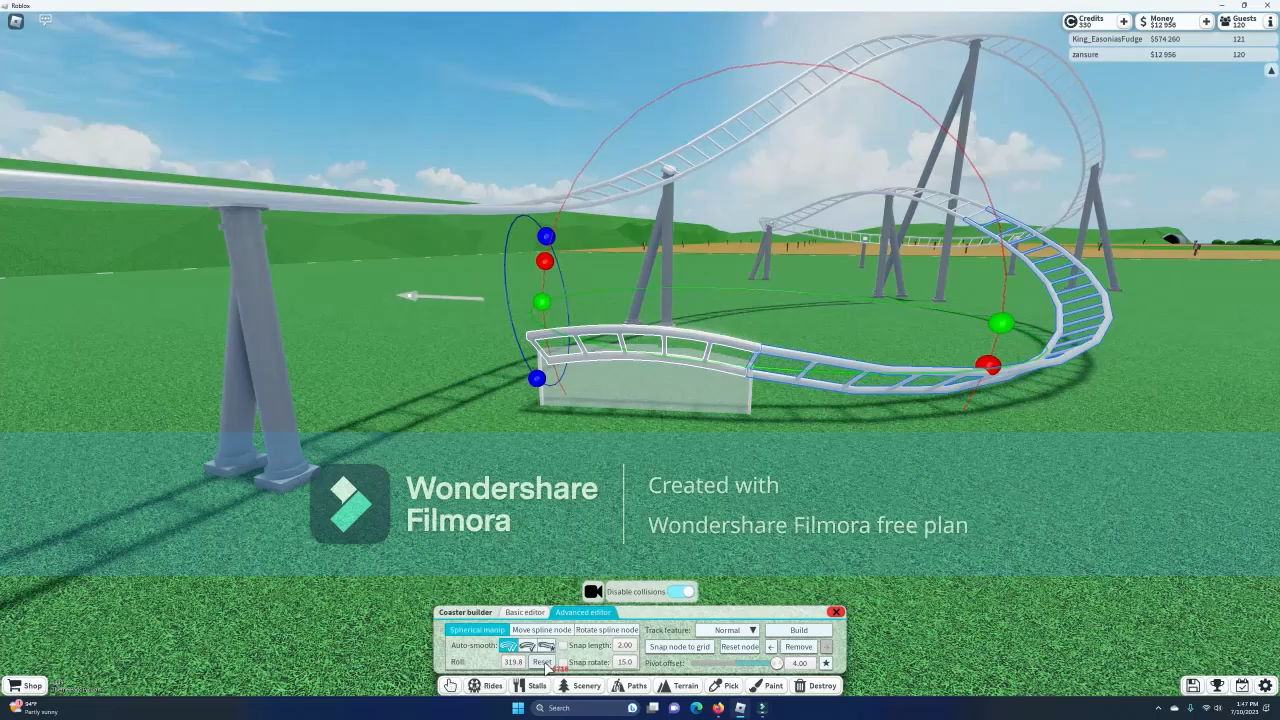 Roblox
Credits
330
Money
$12 956
Guests
120
King_EasoniasFudge $574 260 121
zansure $12 956 120
Wondershare
Filmora
Created with
Wondershare Filmora free plan
Disable collisions
Coaster builder Basic editor Advanced editor
Spherical manip Move spline node Rotate spline node Track feature: Normal Build
Auto-smooth: Snap length: 2.00 Snap node to grid Reset node Remove
Roll: 319.8 Reset Snap rotate: 15.0 Pivot offset: 4.00
Shop Rides Stalls Scenery Paths Terrain Pick Paint Destroy
94°F
Partly sunny
Search
1:47 PM
7/10/2023